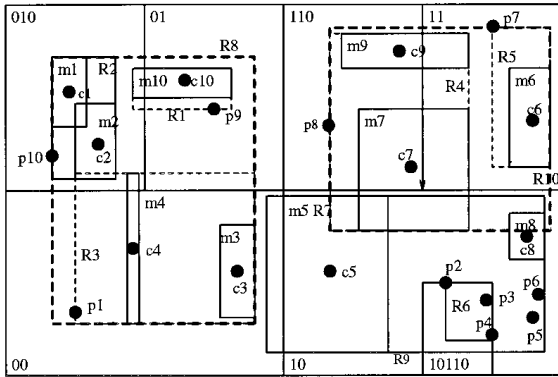 010 01 110 11 p7
m1 R2 R8 m9 c9 R5
c1 m10 c10 R4 m6
m2 R1 p9 p8 m7 c6
p10 c2 c7
R10
m4 m5 R7 m8
R3 c4 m3 c8
c3 c5 p2 p6
p1 R6 p3
p4 p5
00 10 R9 10110